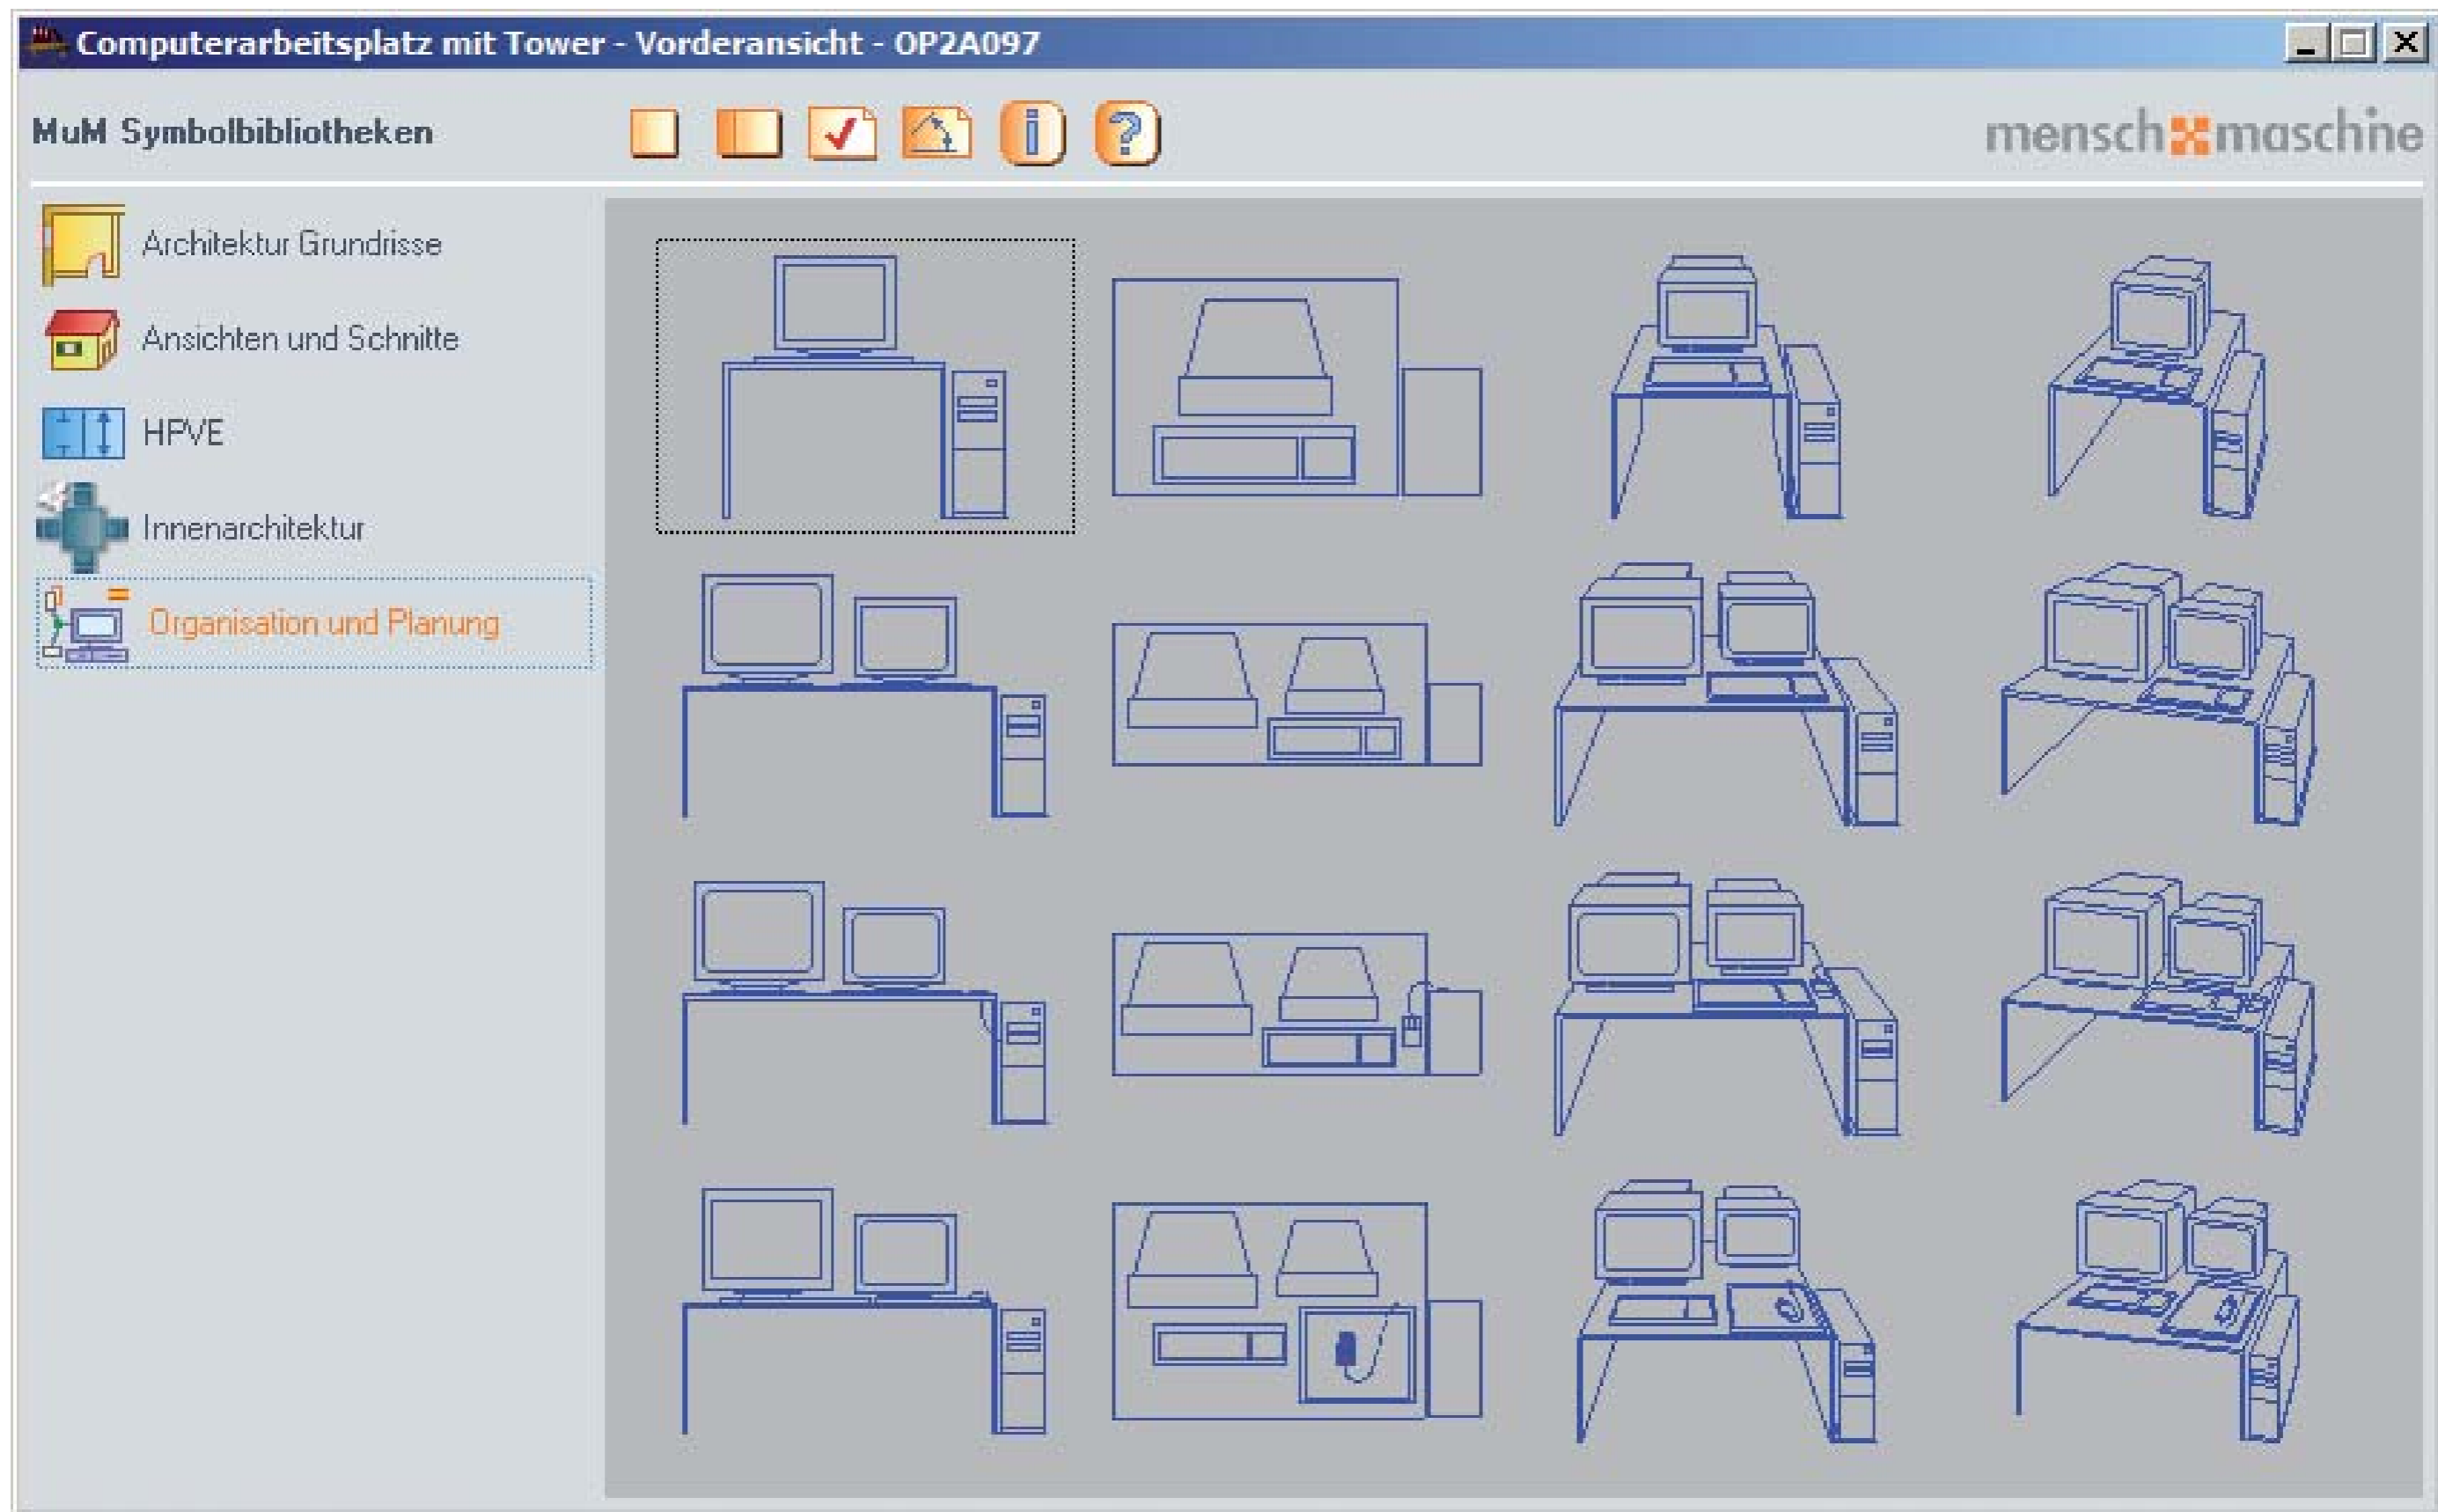 Computerarbeitsplatz mit Tower - Vorderansicht - OP2A097
MuM Symbolbibliotheken
i
?
mensch maschine
Architektur Grundrisse
Ansichten und Schnitte
HPVE
Innenarchitektur
Organisation und Planung